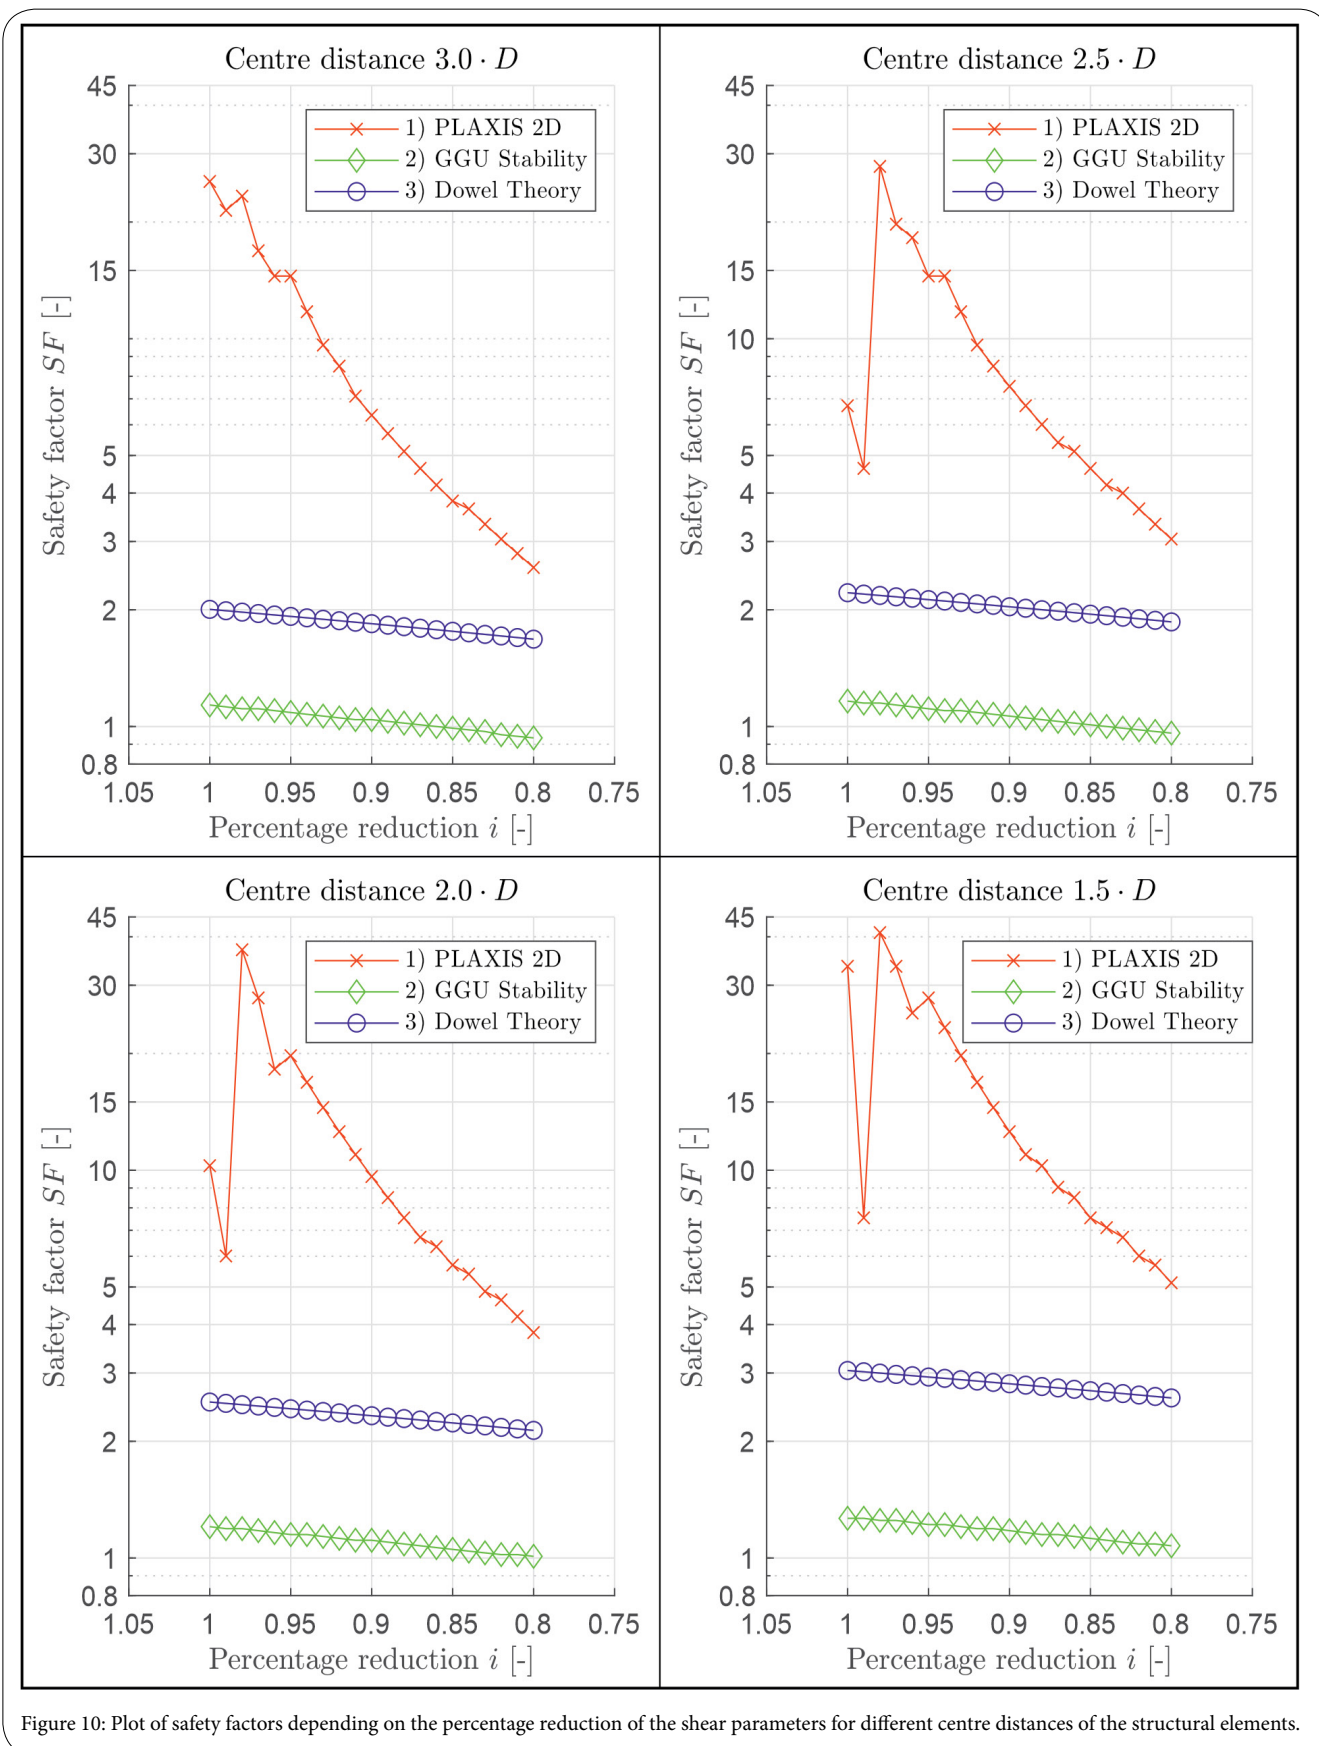 Centre distance 3.0 · D
45
30
15
5
4
3
2
1
0.8
1.05 1 0.95 0.9 0.85 0.8 0.75
Safety factor SF [-]
Percentage reduction i [-]
1) PLAXIS 2D
2) GGU Stability
3) Dowel Theory
Centre distance 2.5 · D
45
30
15
10
5
4
3
2
1
0.8
1.05 1 0.95 0.9 0.85 0.8 0.75
Safety factor SF [-]
Percentage reduction i [-]
1) PLAXIS 2D
2) GGU Stability
3) Dowel Theory
Centre distance 2.0 · D
45
30
15
10
5
4
3
2
1
0.8
1.05 1 0.95 0.9 0.85 0.8 0.75
Safety factor SF [-]
Percentage reduction i [-]
1) PLAXIS 2D
2) GGU Stability
3) Dowel Theory
Centre distance 1.5 · D
45
30
15
10
5
4
3
2
1
0.8
1.05 1 0.95 0.9 0.85 0.8 0.75
Safety factor SF [-]
Percentage reduction i [-]
1) PLAXIS 2D
2) GGU Stability
3) Dowel Theory
Figure 10: Plot of safety factors depending on the percentage reduction of the shear parameters for different centre distances of the structural elements.